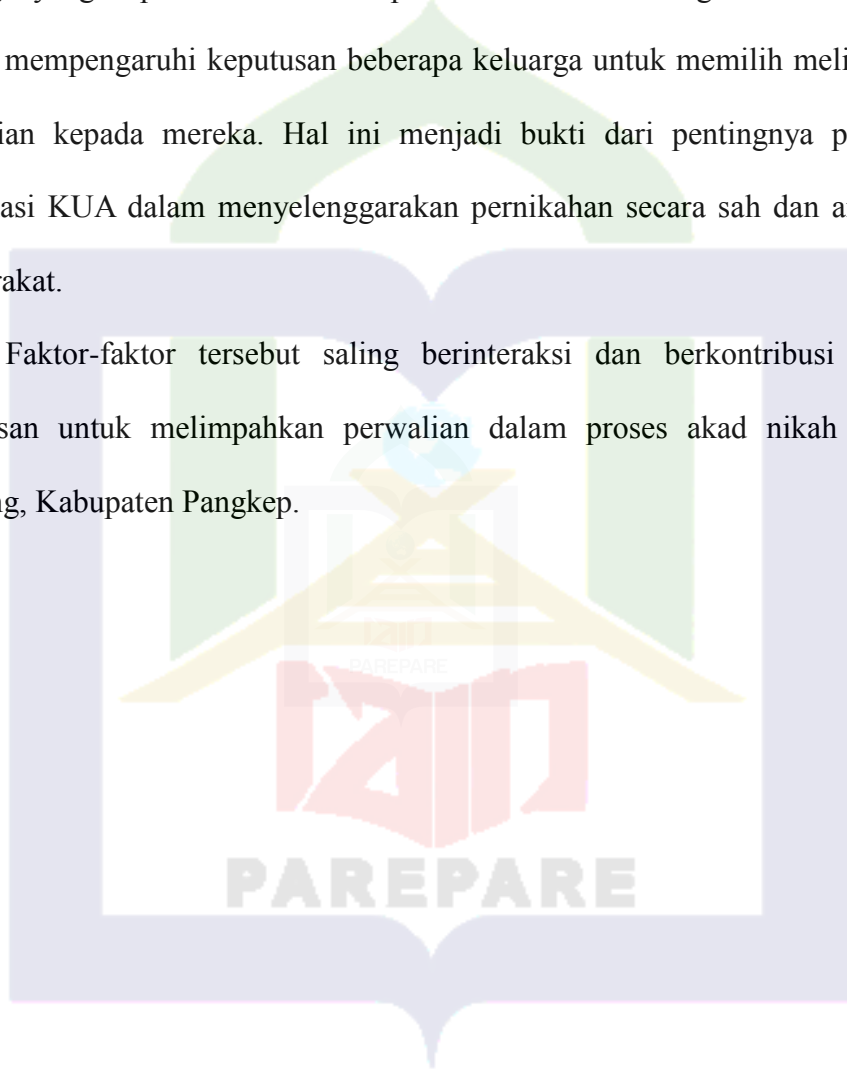 mempengaruhi keputusan beberapa keluarga untuk memilih meli
ian kepada mereka. Hal ini menjadi bukti dari pentingnya p
asi KUA dalam menyelenggarakan pernikahan secara sah dan a
rakat.
Faktor-faktor tersebut saling berinteraksi dan berkontribusi
san untuk melimpahkan perwalian dalam proses akad nikah
ng, Kabupaten Pangkep.
PAREPARE
PAREPARE